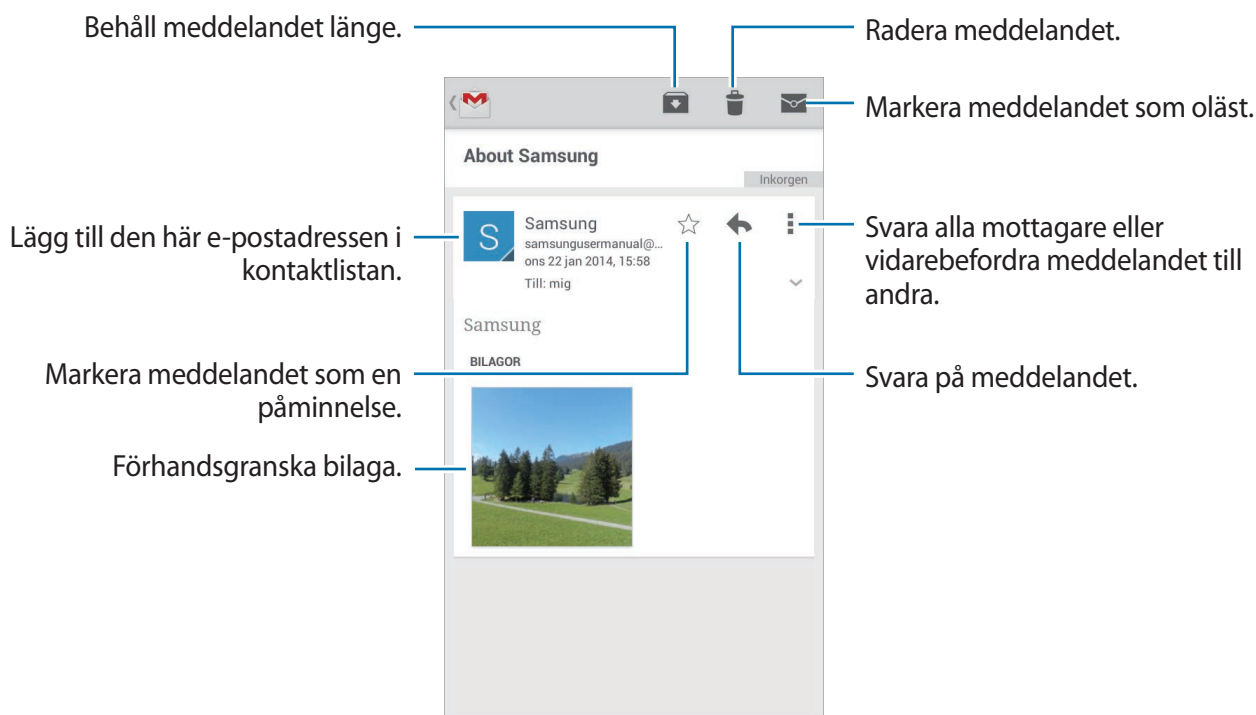 Behåll meddelandet länge.
Radera meddelandet.
Markera meddelandet som oläst.
About Samsung
Inkorgen
Lägg till den här e-postadressen i
kontaktlistan.
S
Samsung
samsungusermanual@...
ons 22 jan 2014, 15:58
Till: mig
Svara alla mottagare eller
vidarebefordra meddelandet till
andra.
Samsung
BILAGOR
Markera meddelandet som en
påminnelse.
Svara på meddelandet.
Förhandsgranska bilaga.